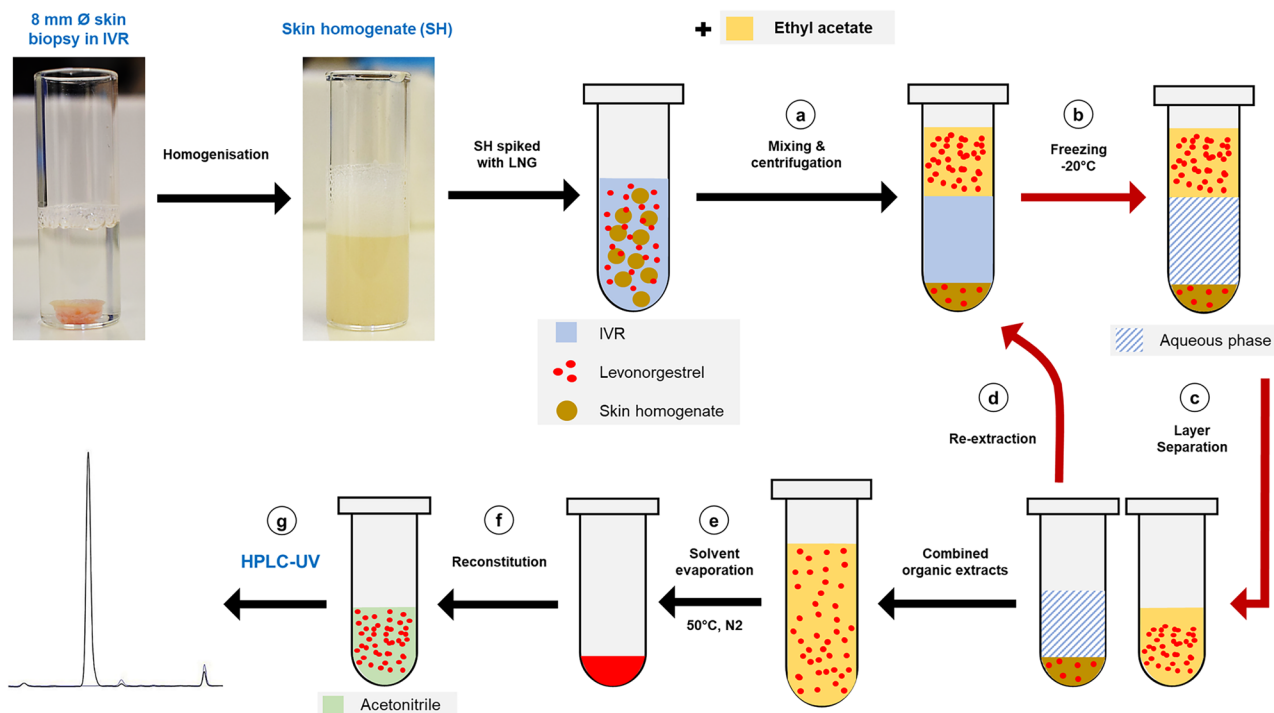 8 mm Ø skin
biopsy in IVR
Skin homogenate (SH)
+ Ethyl acetate
Homogenisation
SH spiked
with LNG
a
Mixing &
centrifugation
b
Freezing
-20°C
IVR
Levonorgestrel
Skin homogenate
Aqueous phase
d
Re-extraction
c
Layer
Separation
g
HPLC-UV
f
Reconstitution
e
Solvent
evaporation
50°C, N2
Combined
organic extracts
Acetonitrile